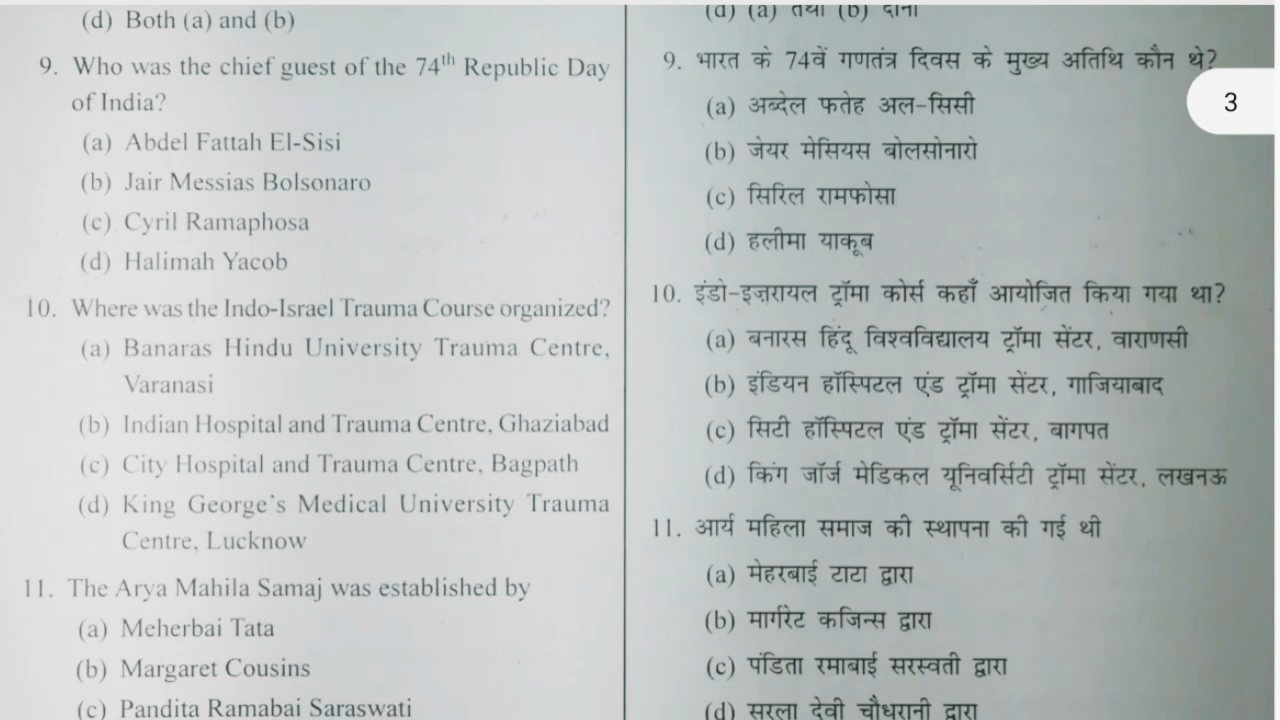 (d) Both (a) and (b)
9. Who was the chief guest of the 74th Republic Day
of India?
(a) Abdel Fattah El-Sisi
(b) Jair Messias Bolsonaro
(c) Cyril Ramaphosa
(d) Halimah Yacob
10. Where was the Indo-Israel Trauma Course organized?
(a) Banaras Hindu University Trauma Centre,
Varanasi
(b) Indian Hospital and Trauma Centre, Ghaziabad
(c) City Hospital and Trauma Centre, Bagpath
(d) King George's Medical University Trauma
Centre, Lucknow
11. The Arya Mahila Samaj was established by
(a) Meherbai Tata
(b) Margaret Cousins
(c) Pandita Ramabai Saraswati
(d) (a) तथा (b) दोनों
9. भारत के 74वें गणतंत्र दिवस के मुख्य अतिथि कौन थे?
(a) अब्देल फतेह अल-सिसी
(b) जेयर मेसियस बोलसोनारो
(c) सिरिल रामफोसा
(d) हलीमा याकूब
10. इंडो-इज़रायल ट्रॉमा कोर्स कहाँ आयोजित किया गया था?
(a) बनारस हिंदू विश्वविद्यालय ट्रॉमा सेंटर, वाराणसी
(b) इंडियन हॉस्पिटल एंड ट्रॉमा सेंटर, गाजियाबाद
(c) सिटी हॉस्पिटल एंड ट्रॉमा सेंटर, बागपत
(d) किंग जॉर्ज मेडिकल यूनिवर्सिटी ट्रॉमा सेंटर, लखनऊ
11. आर्य महिला समाज की स्थापना की गई थी
(a) मेहरबाई टाटा द्वारा
(b) मार्गरेट कजिन्स द्वारा
(c) पंडिता रमाबाई सरस्वती द्वारा
(d) सरला देवी चौधरानी द्वारा
3